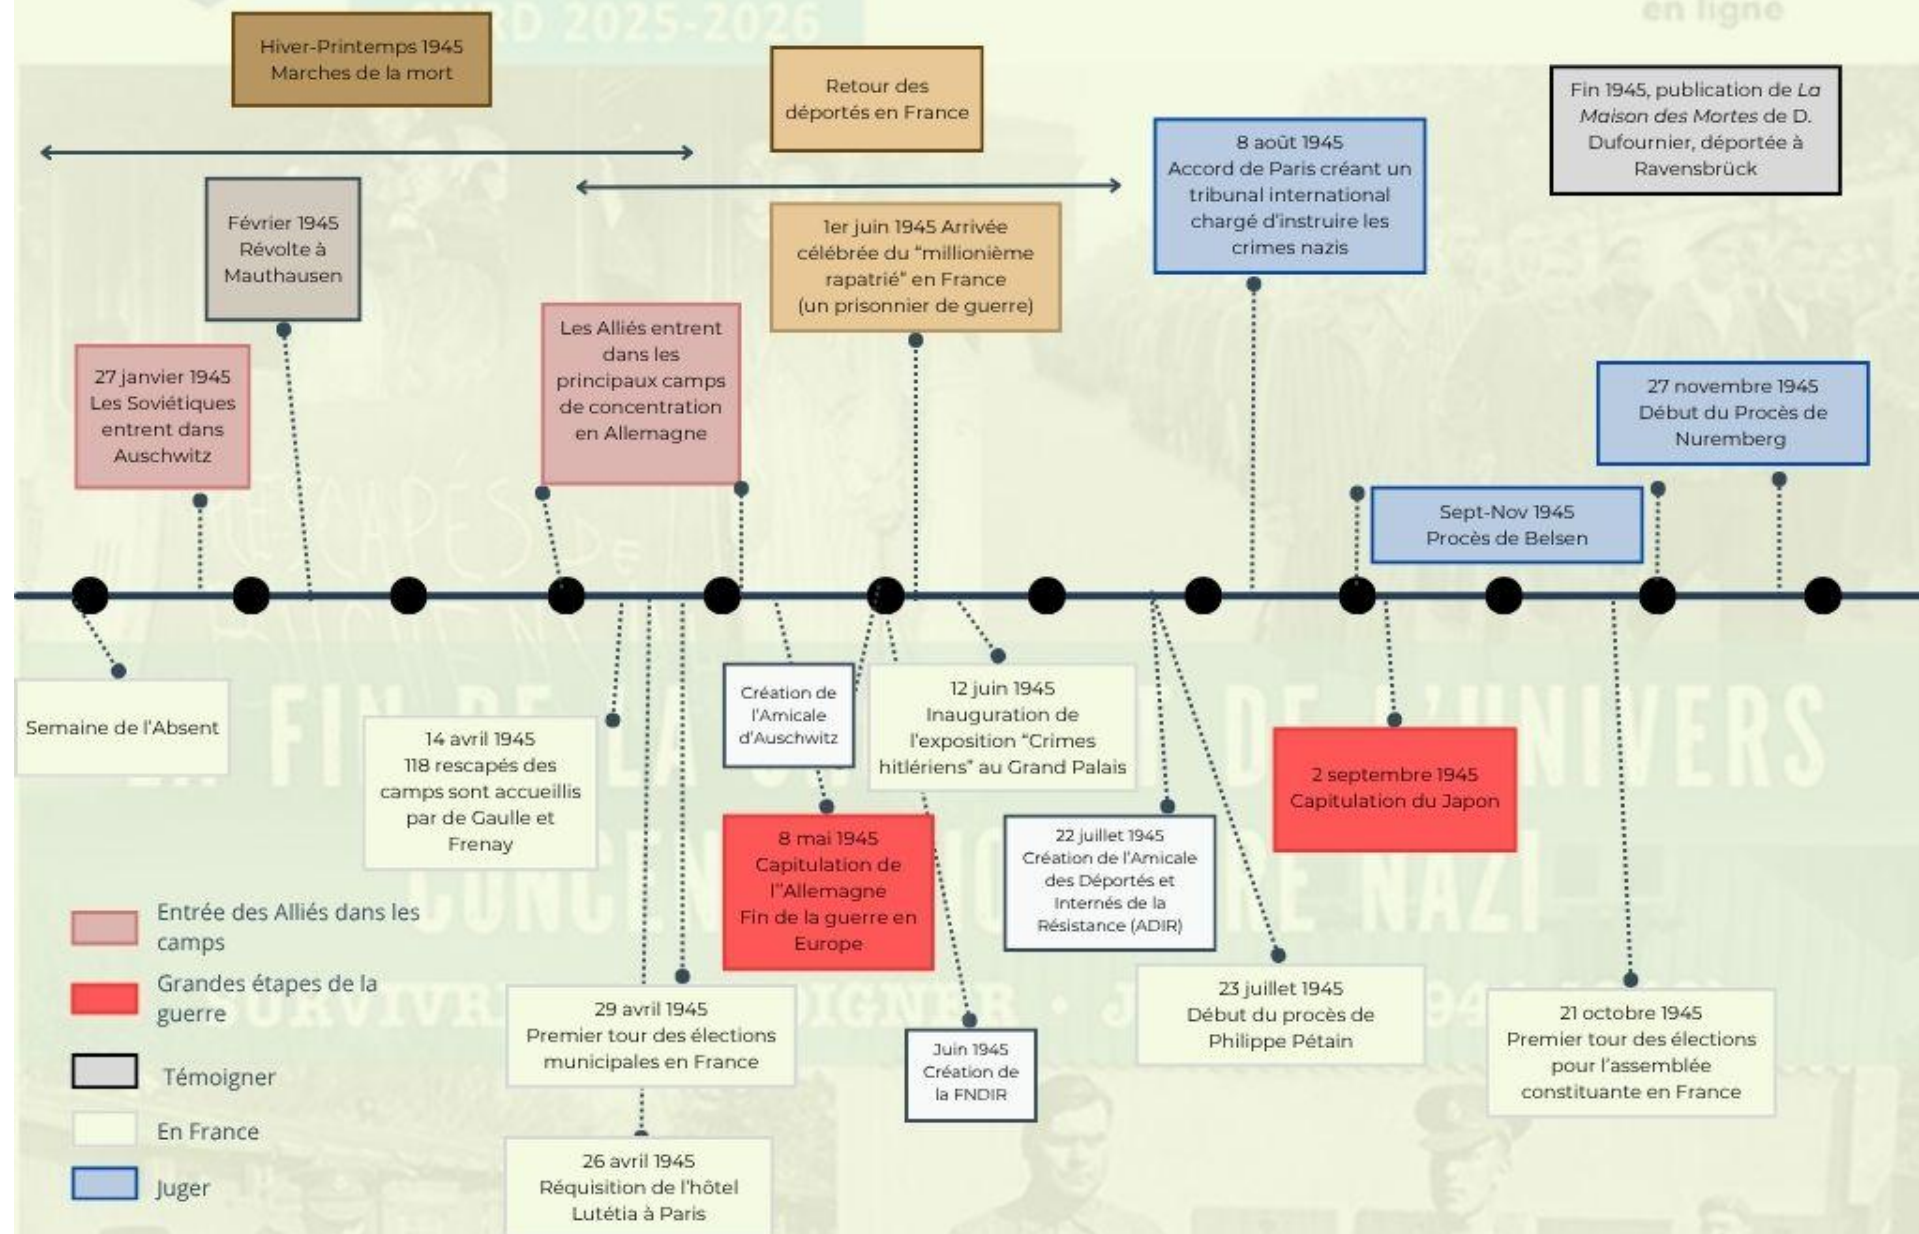 CNRD 2025-2026
en ligne
Hiver-Printemps 1945
Marches de la mort
Retour des
déportés en France
Fin 1945, publication de La
Maison des Mortes de D.
Dufournier, déportée à
Ravensbrück
8 août 1945
Accord de Paris créant un
tribunal international
chargé d'instruire les
crimes nazis
Février 1945
Révolte à
Mauthausen
1er juin 1945 Arrivée
célébrée du "millionième
rapatrié" en France
(un prisonnier de guerre)
27 janvier 1945
Les Soviétiques
entrent dans
Auschwitz
Les Alliés entrent
dans les
principaux camps
de concentration
en Allemagne
27 novembre 1945
Début du Procès de
Nuremberg
Sept-Nov 1945
Procès de Belsen
Semaine de l'Absent
14 avril 1945
118 rescapés des
camps sont accueillis
par de Gaulle et
Frenay
Création de
l'Amicale
d'Auschwitz
12 juin 1945
Inauguration de
l'exposition "Crimes
hitlériens" au Grand Palais
8 mai 1945
Capitulation de
l''Allemagne
Fin de la guerre en
Europe
22 juillet 1945
Création de l'Amicale
des Déportés et
Internés de la
Résistance (ADIR)
2 septembre 1945
Capitulation du Japon
29 avril 1945
Premier tour des élections
municipales en France
Juin 1945
Création de
la FNDIR
23 juillet 1945
Début du procès de
Philippe Pétain
21 octobre 1945
Premier tour des élections
pour l'assemblée
constituante en France
26 avril 1945
Réquisition de l'hôtel
Lutétia à Paris
Entrée des Alliés dans les
camps
Grandes étapes de la
guerre
Témoigner
En France
Juger